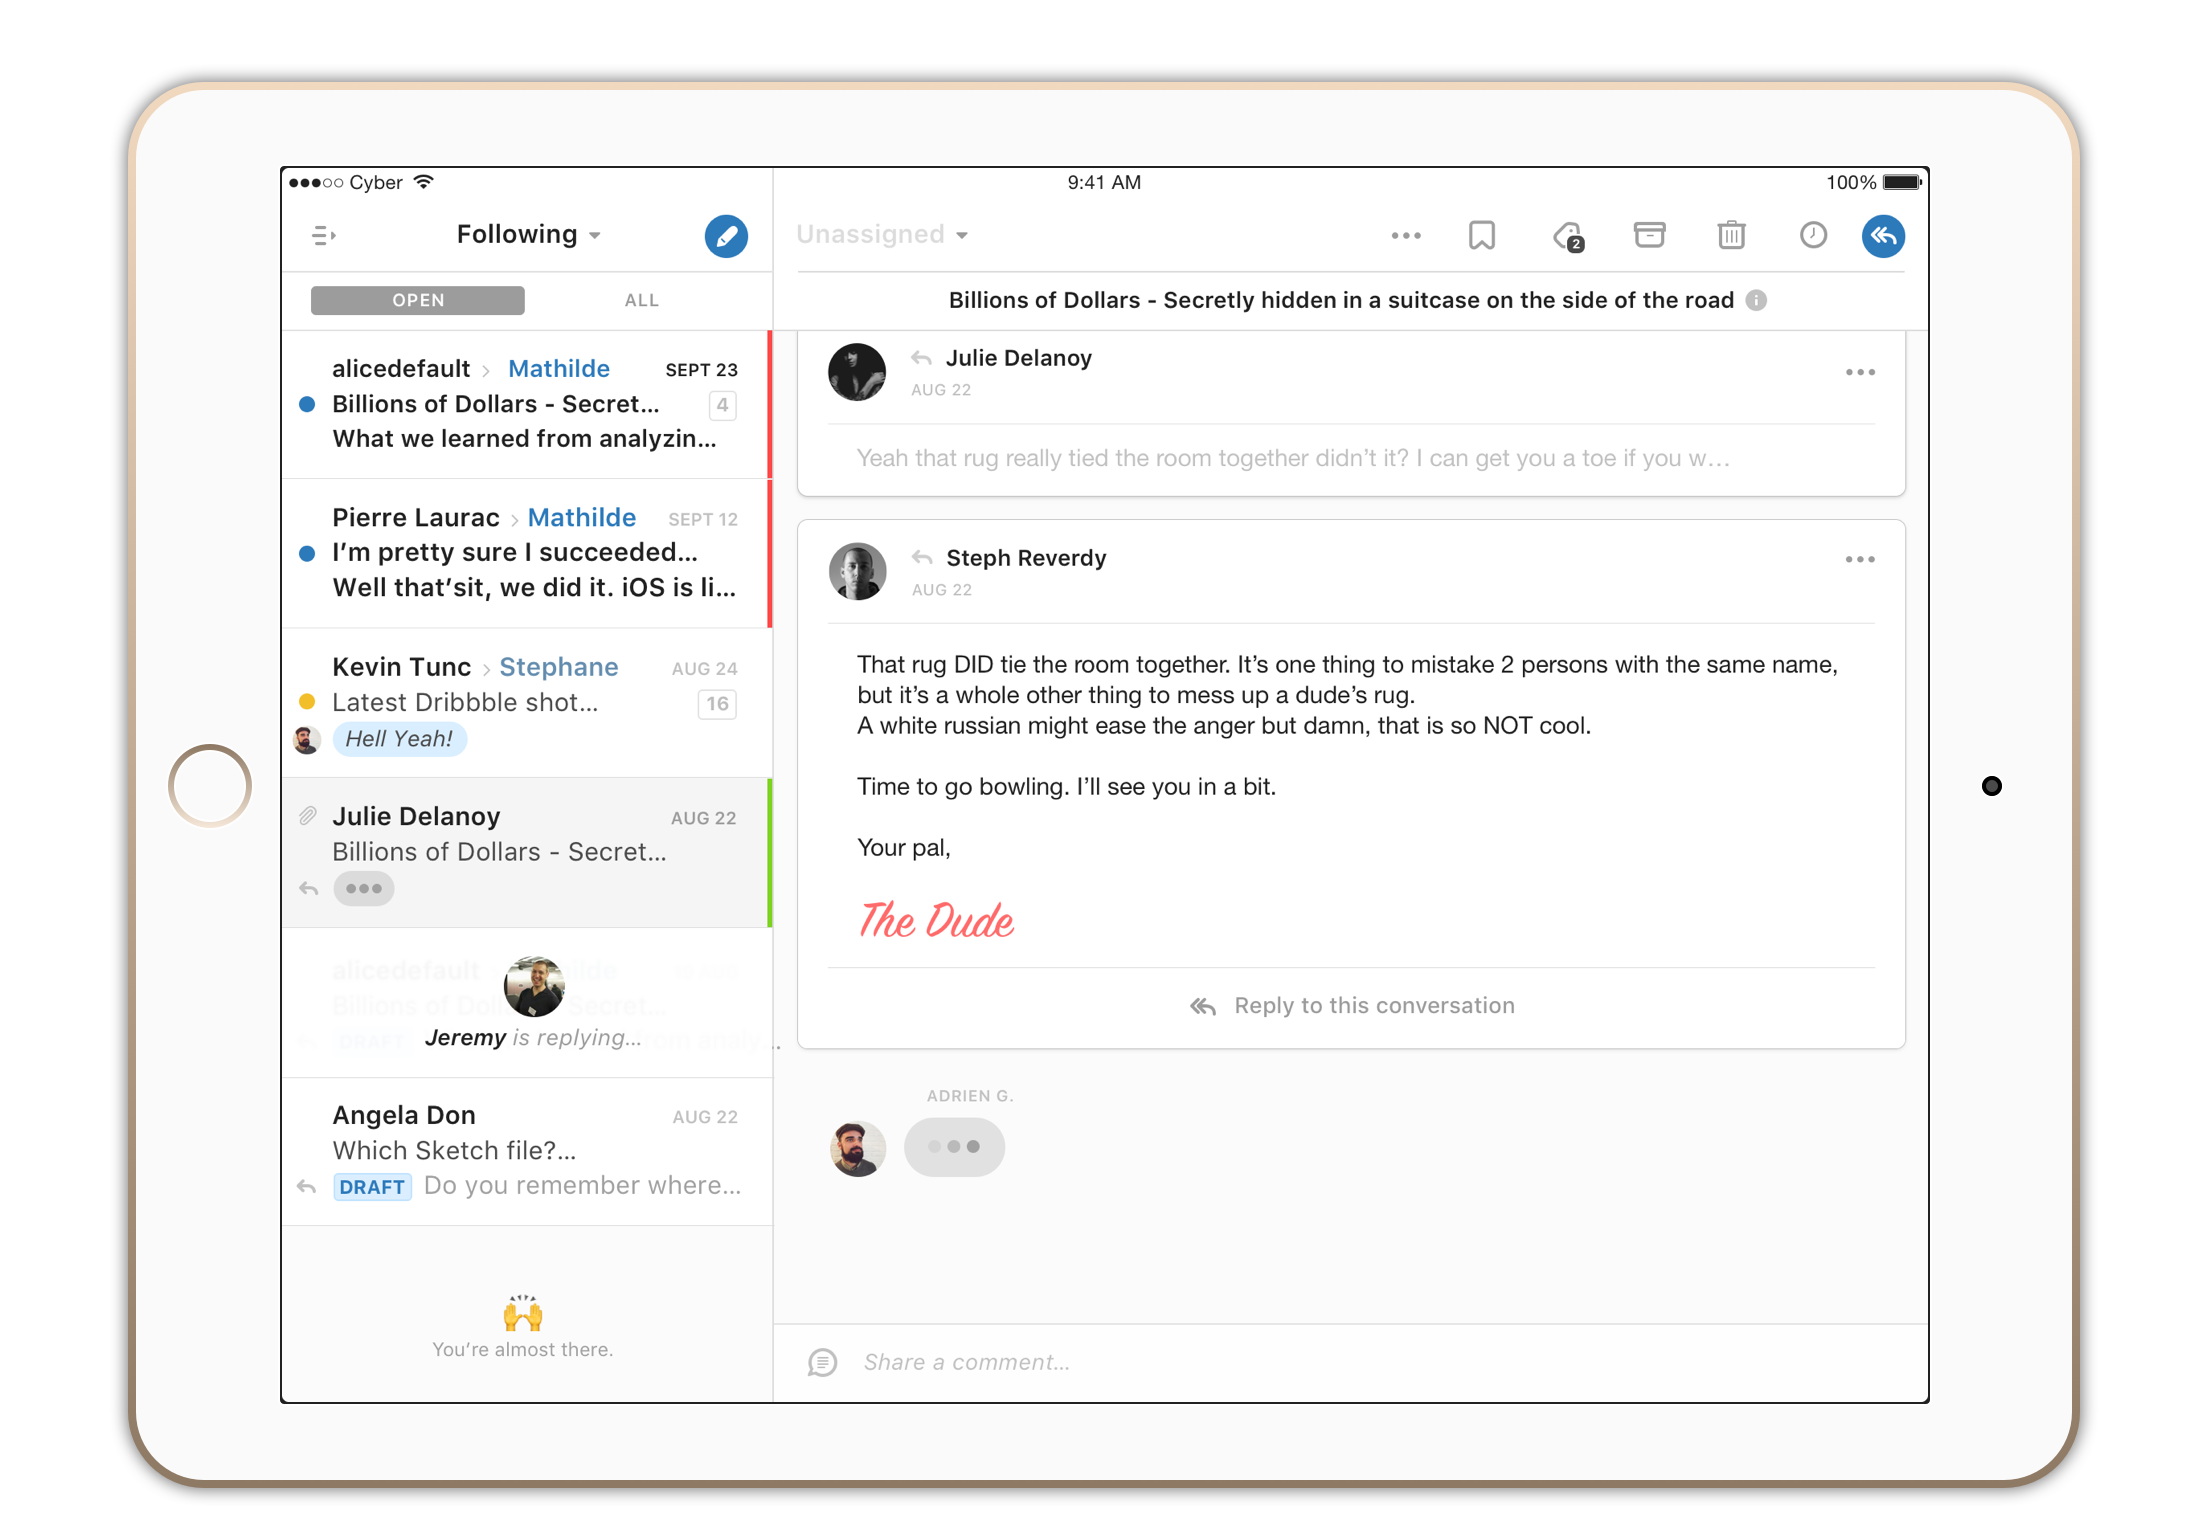 Cyber
9:41 AM
100%
Following
Unassigned
2
OPEN
ALL
Billions of Dollars - Secretly hidden in a suitcase on the side of the road
alicedefault > Mathilde SEPT 23
Billions of Dollars - Secret... 4
What we learned from analyzin...
Pierre Laurac > Mathilde SEPT 12
I’m pretty sure I succeeded...
Well that’sit, we did it. iOS is li...
Kevin Tunc > Stephane AUG 24
Latest Dribbble shot... 16
Hell Yeah!
Julie Delanoy AUG 22
Billions of Dollars - Secret...
alicedefault
Billions of Doll Secret...
DRAFT from analy...
Jeremy is replying...
Angela Don AUG 22
Which Sketch file?...
DRAFT Do you remember where...
You’re almost there.
Julie Delanoy
AUG 22
Yeah that rug really tied the room together didn’t it? I can get you a toe if you w...
Steph Reverdy
AUG 22
That rug DID tie the room together. It’s one thing to mistake 2 persons with the same name,
but it’s a whole other thing to mess up a dude’s rug.
A white russian might ease the anger but damn, that is so NOT cool.
Time to go bowling. I’ll see you in a bit.
Your pal,
The Dude
Reply to this conversation
ADRIEN G.
Share a comment...